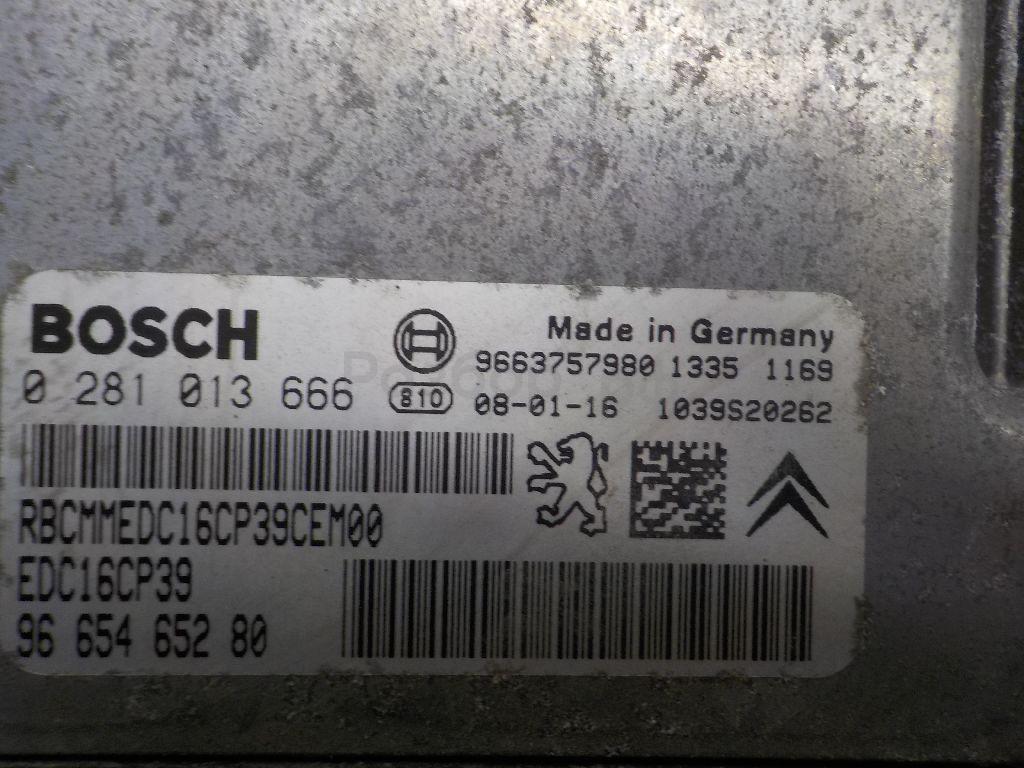 BOSCH
Made in Germany
9663757980 1335 1169
0 281 013 666
810
08-01-16 1039S20262
RBCMMEDC16CP39CEM00
EDC16CP39
96 654 652 80